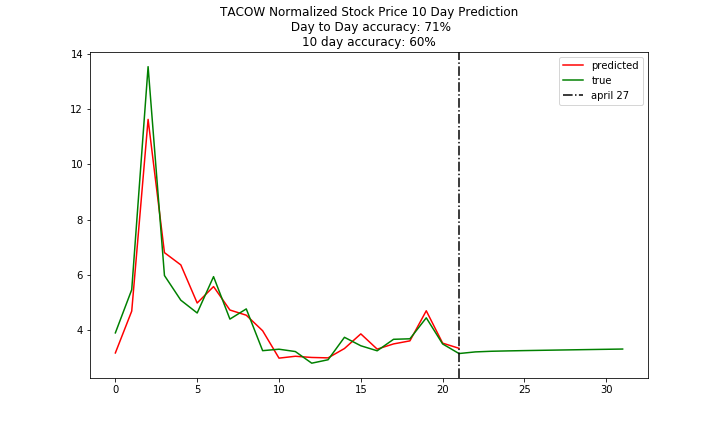 TACOW Normalized Stock Price 10 Day Prediction
Day to Day accuracy: 71%
10 day accuracy: 60%
14
12
10
8
6
4
predicted
true
april 27
0 5 10 15 20 25 30